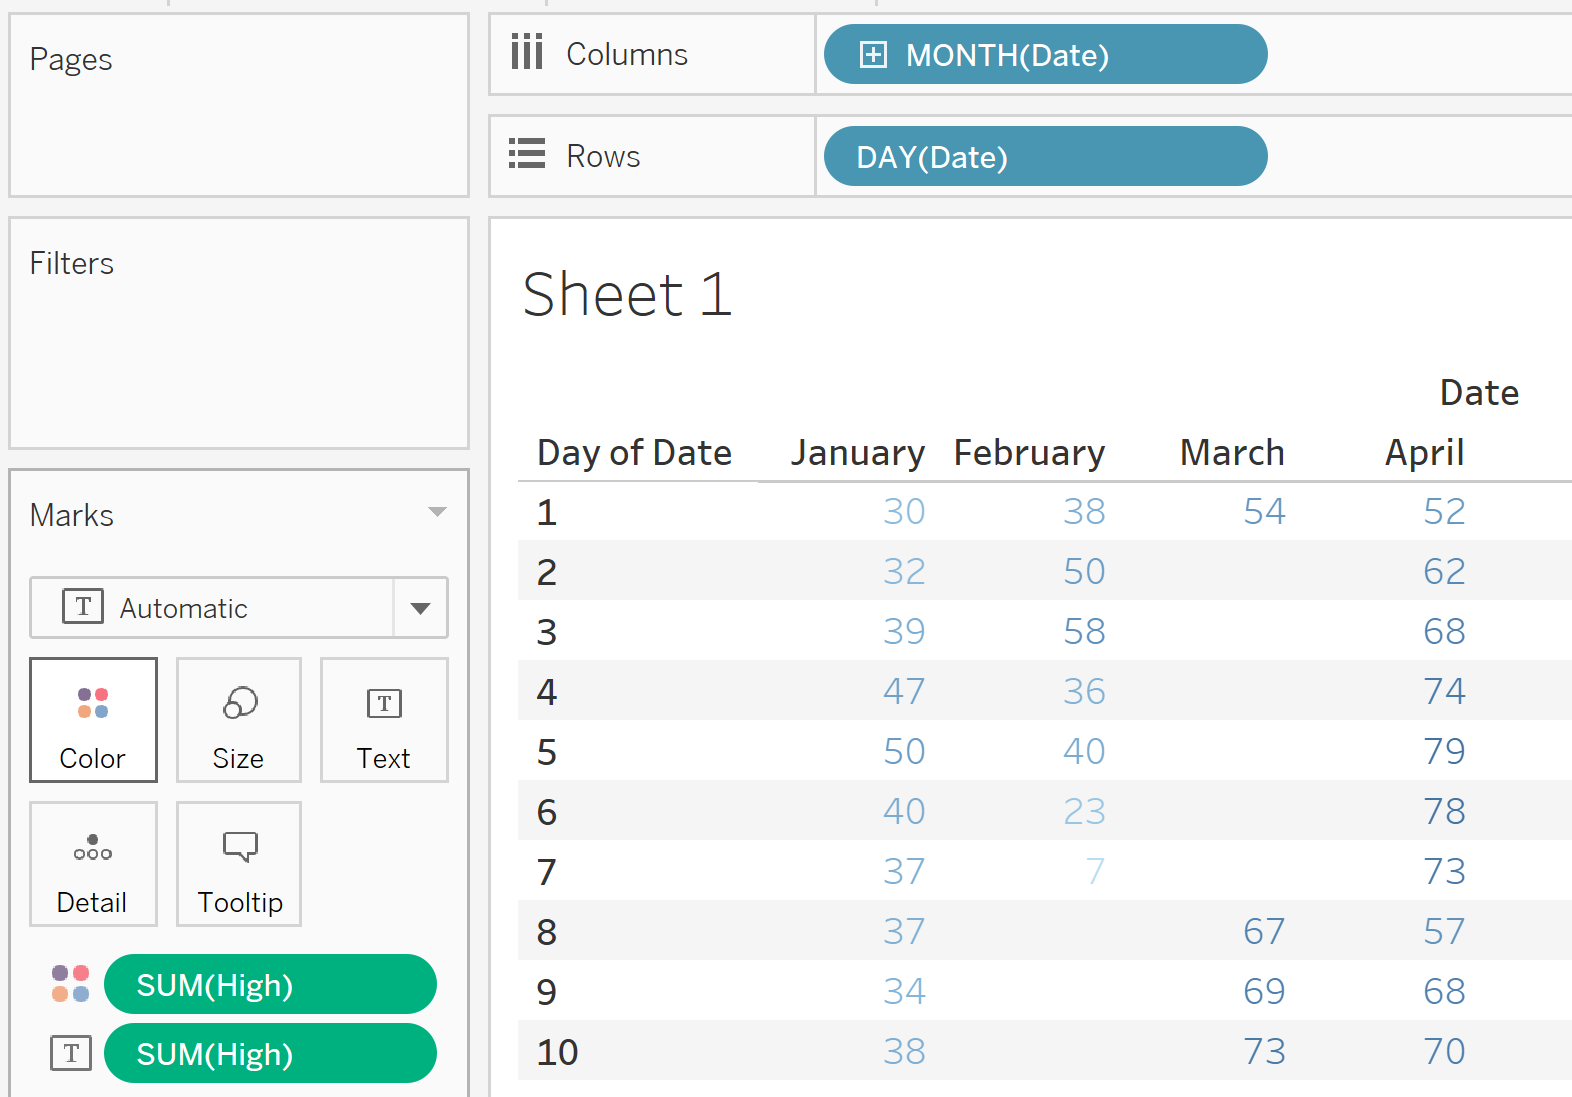 Pages
Filters
Marks
T Automatic
Color Size T Text
Detail Tooltip
SUM(High)
T SUM(High)
Columns MONTH(Date)
Rows DAY(Date)
Sheet 1
Date
Day of Date January February March April
1 30 38 54 52
2 32 50 62
3 39 58 68
4 47 36 74
5 50 40 79
6 40 23 78
7 37 7 73
8 37 67 57
9 34 69 68
10 38 73 70